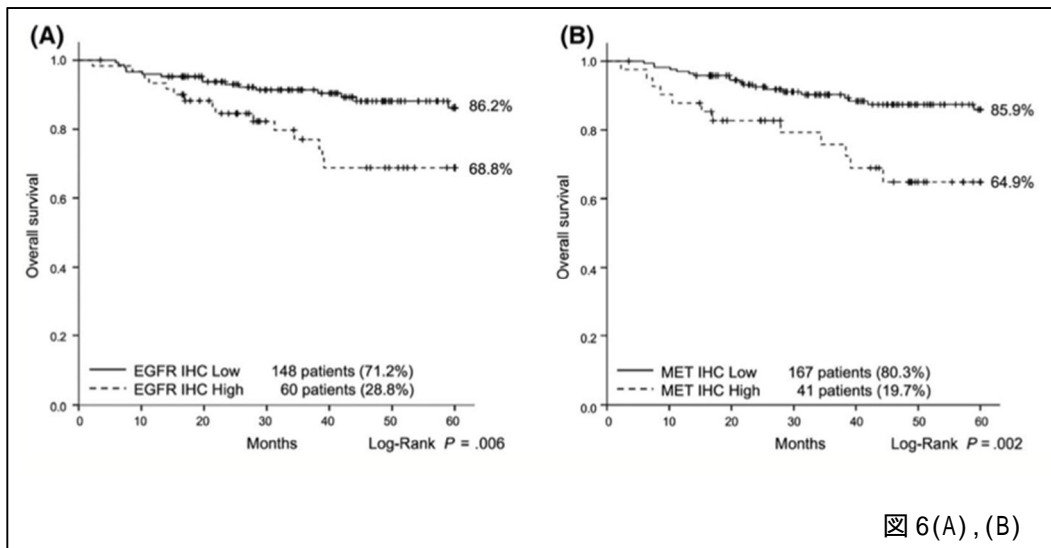 (A)
1.0
0.8
0.6
0.4
0.2
0.0
Overall survival
86.2%
68.8%
EGFR IHC Low 148 patients (71.2%)
EGFR IHC High 60 patients (28.8%)
0 10 20 30 40 50 60
Months Log-Rank P = .006
(B)
1.0
0.8
0.6
0.4
0.2
0.0
Overall survival
85.9%
64.9%
MET IHC Low 167 patients (80.3%)
MET IHC High 41 patients (19.7%)
0 10 20 30 40 50 60
Months Log-Rank P = .002
図 6(A),(B)